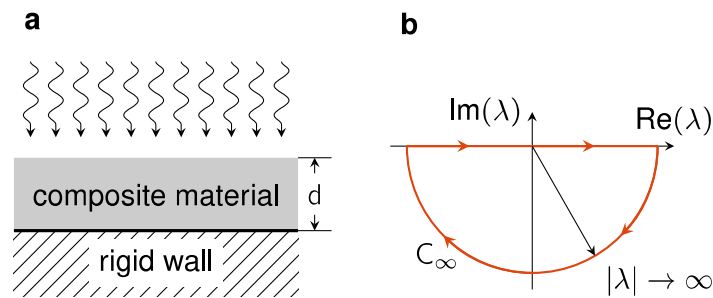 a
composite material
d
rigid wall
b
Im(λ)
Re(λ)
C∞
|λ| → ∞